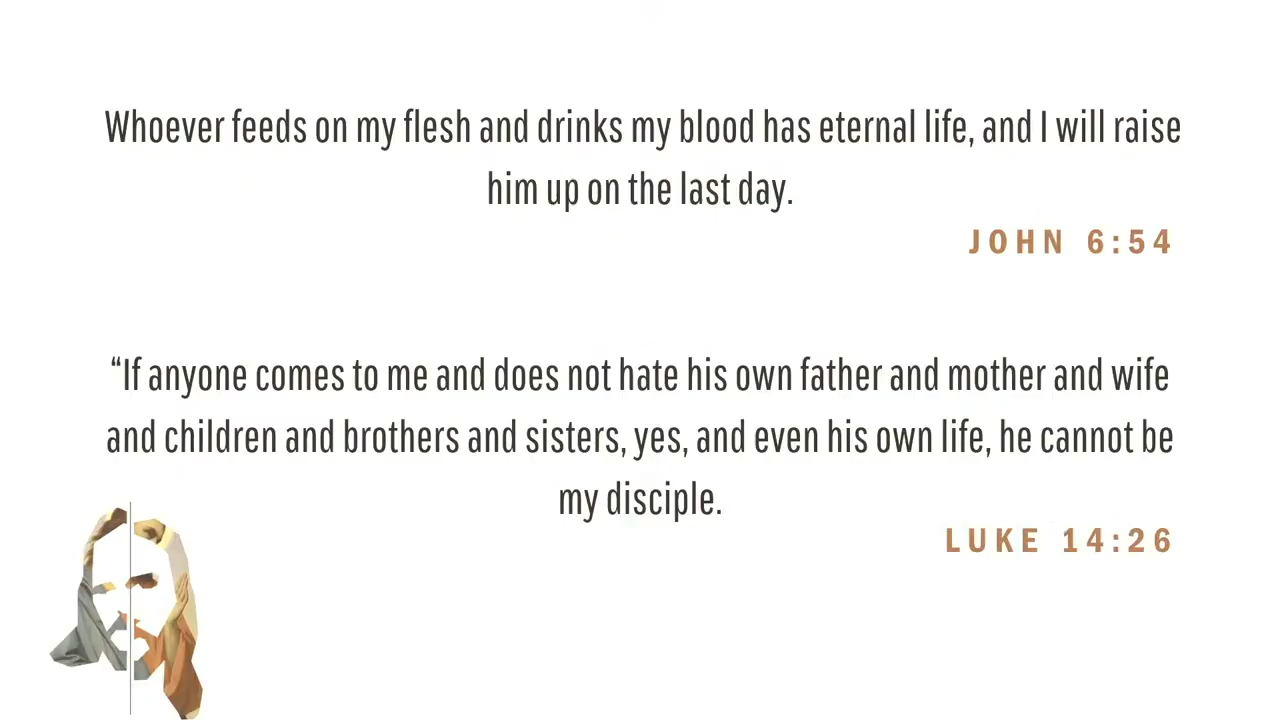 Whoever feeds on my flesh and drinks my blood has eternal life, and I will raise
him up on the last day.
JOHN 6:54
“If anyone comes to me and does not hate his own father and mother and wife
and children and brothers and sisters, yes, and even his own life, he cannot be
my disciple.
LUKE 14:26